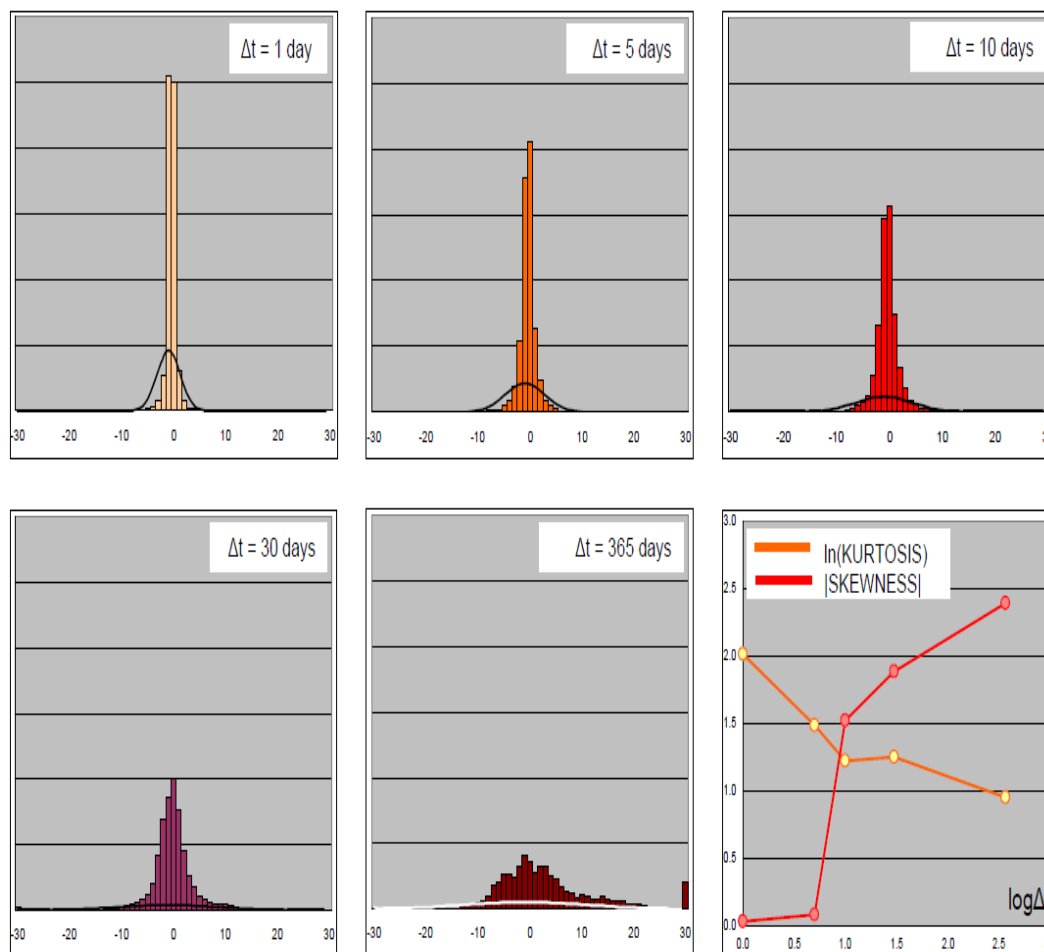 Δt = 1 day
-30 -20 -10 0 10 20 30
Δt = 5 days
-30 -20 -10 0 10 20 30
Δt = 10 days
-30 -20 -10 0 10 20 3
Δt = 30 days
-30 -20 -10 0 10 20 30
Δt = 365 days
-30 -20 -10 0 10 20 30
3.0
ln(KURTOSIS)
2.5
|SKEWNESS|
2.0
1.5
1.0
0.5
logΔ
0.0
0.0 0.5 1.0 1.5 2.0 2.5